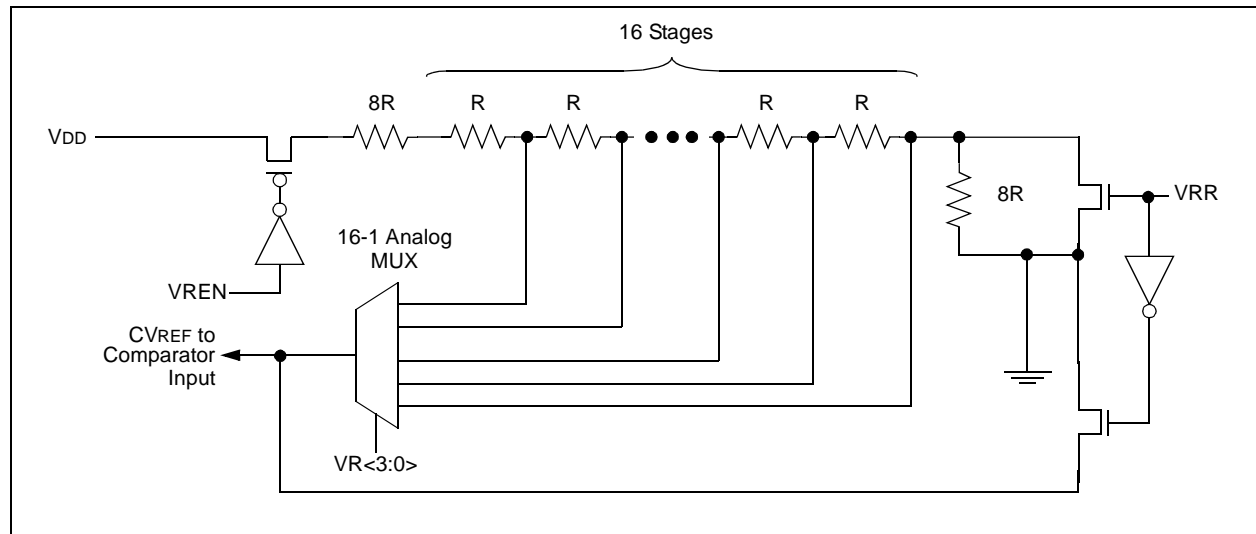 16 Stages
8R
R
R
R
R
VDD
8R
VRR
16-1 Analog
MUX
VREN
CVREF to
Comparator
Input
VR<3:0>